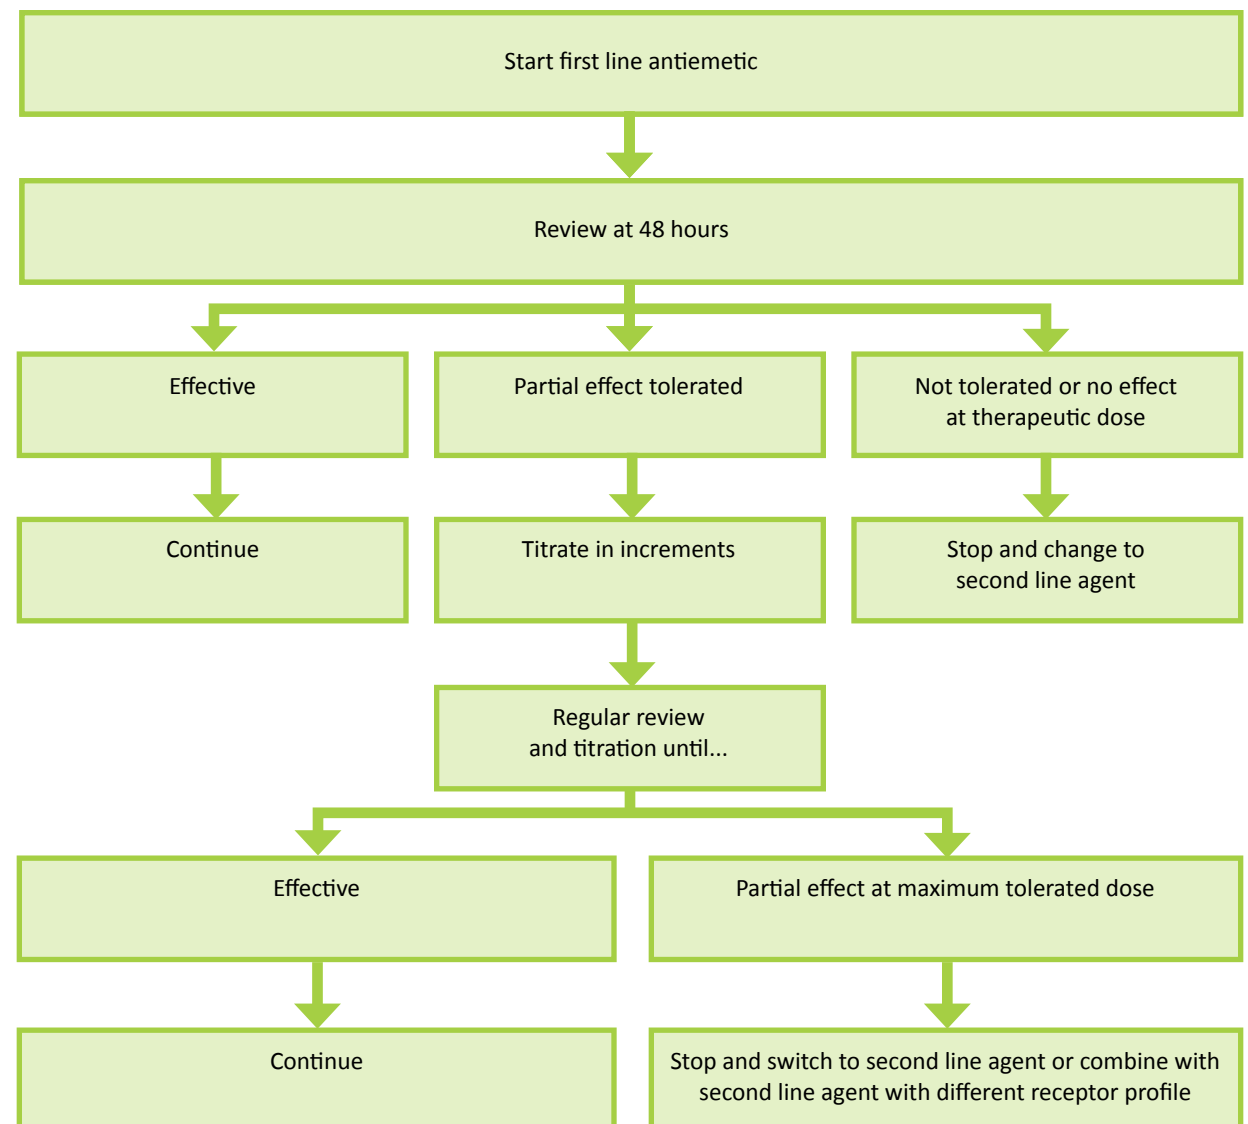 Start first line antiemetic
Review at 48 hours
Effective
Partial effect tolerated
Not tolerated or no effect
at therapeutic dose
Continue
Titrate in increments
Stop and change to
second line agent
Regular review
and titration until...
Effective
Partial effect at maximum tolerated dose
Continue
Stop and switch to second line agent or combine with
second line agent with different receptor profile